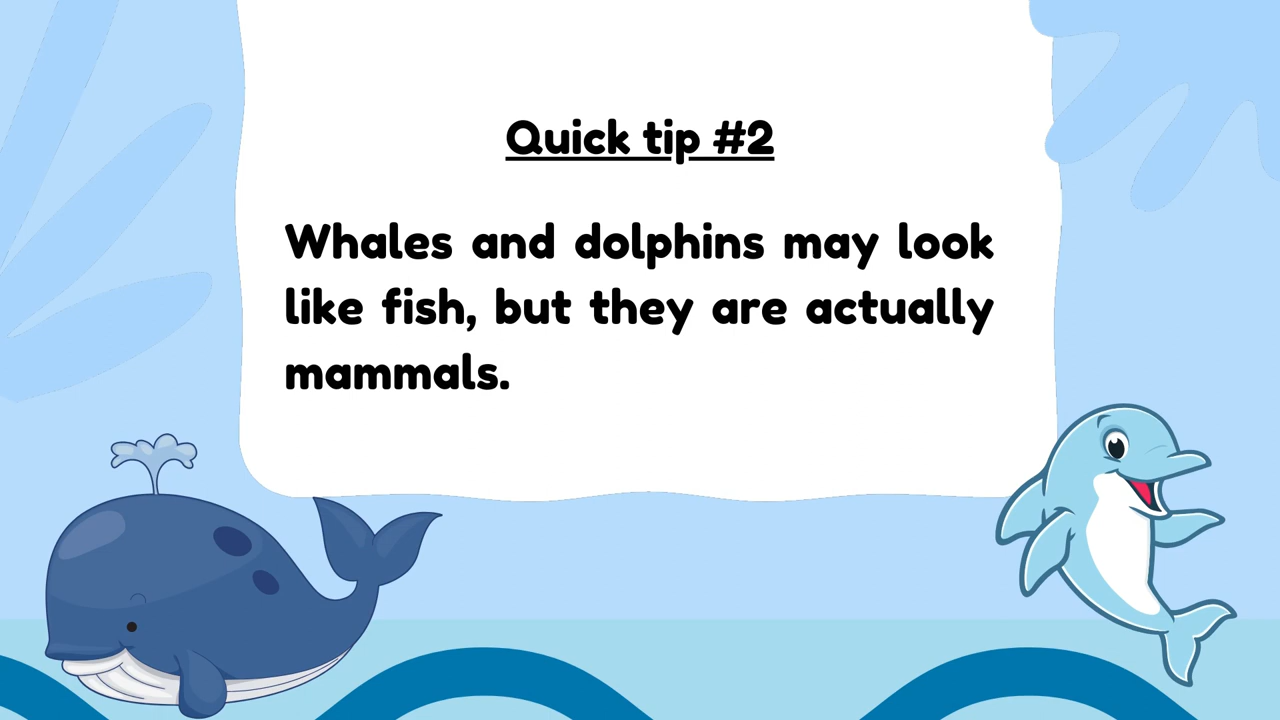 Quick tip #2
Whales and dolphins may look
like fish, but they are actually
mammals.